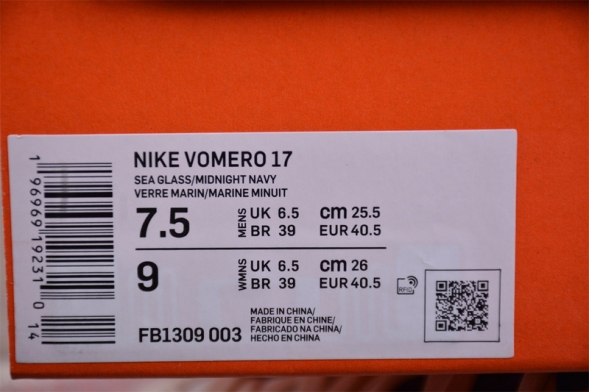 NIKE VOMERO 17
SEA GLASS/MIDNIGHT NAVY
VERRE MARIN/MARINE MINUIT
7.5 MENS UK 6.5 cm 25.5
BR 39 EUR 40.5
9 WMNS UK 6.5 cm 26
BR 39 EUR 40.5
RFID
MADE IN CHINA/
FABRIQUE EN CHINE/
FABRICADO NA CHINA/
HECHO EN CHINA
FB1309 003
1 96969 19231 0 14